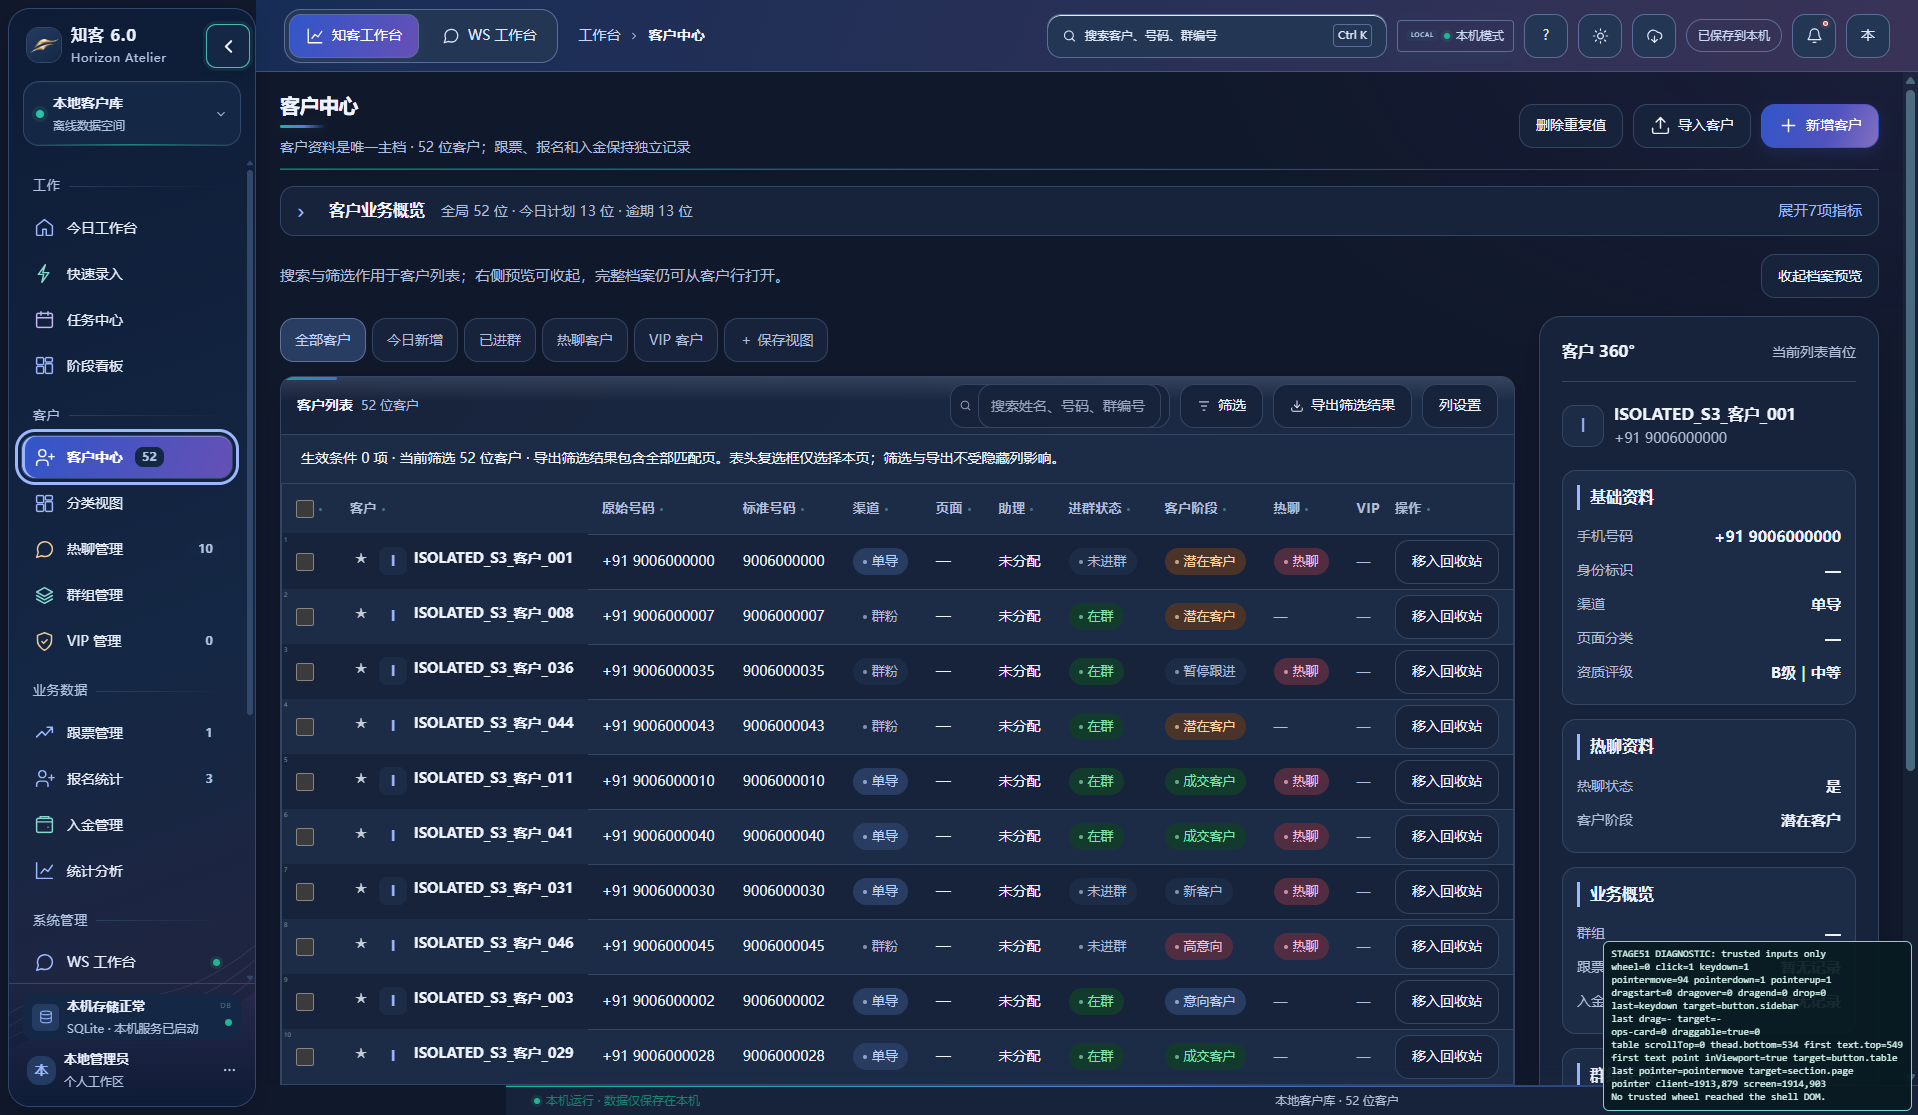 知客 6.0
Horizon Atelier
知客工作台
WS 工作台
工作台 › 客户中心
搜索客户、号码、群编号
Ctrl K
LOCAL 本机模式
?
已保存到本机
本
本地客户库
离线数据空间
工作
今日工作台
快速录入
任务中心
阶段看板
客户
客户中心 52
分类视图
热聊管理 10
群组管理
VIP 管理 0
业务数据
跟票管理 1
报名统计 3
入金管理
统计分析
系统管理
WS 工作台
本机存储正常 DB
SQLite · 本机服务已启动
本
本地管理员
个人工作区
客户中心
客户资料是唯一主档 · 52 位客户；跟票、报名和入金保持独立记录
删除重复值
导入客户
新增客户
客户业务概览 全局 52 位 · 今日计划 13 位 · 逾期 13 位
展开7项指标
搜索与筛选作用于客户列表；右侧预览可收起，完整档案仍可从客户行打开。
收起档案预览
全部客户
今日新增
已进群
热聊客户
VIP 客户
+ 保存视图
客户列表 52 位客户
搜索姓名、号码、群编号
筛选
导出筛选结果
列设置
生效条件 0 项 · 当前筛选 52 位客户 · 导出筛选结果包含全部匹配页。表头复选框仅选择本页；筛选与导出不受隐藏列影响。
客户 原始号码 标准号码 渠道 页面 助理 进群状态 客户阶段 热聊 VIP 操作
1 ★ I ISOLATED_S3_客户_001 +91 9006000000 9006000000 单导 — 未分配 未进群 潜在客户 热聊 — 移入回收站
2 ★ I ISOLATED_S3_客户_008 +91 9006000007 9006000007 群粉 — 未分配 在群 潜在客户 — — 移入回收站
3 ★ I ISOLATED_S3_客户_036 +91 9006000035 9006000035 群粉 — 未分配 在群 暂停跟进 热聊 — 移入回收站
4 ★ I ISOLATED_S3_客户_044 +91 9006000043 9006000043 群粉 — 未分配 在群 潜在客户 — — 移入回收站
5 ★ I ISOLATED_S3_客户_011 +91 9006000010 9006000010 单导 — 未分配 在群 成交客户 热聊 — 移入回收站
6 ★ I ISOLATED_S3_客户_041 +91 9006000040 9006000040 单导 — 未分配 在群 成交客户 热聊 — 移入回收站
7 ★ I ISOLATED_S3_客户_031 +91 9006000030 9006000030 单导 — 未分配 未进群 新客户 热聊 — 移入回收站
8 ★ I ISOLATED_S3_客户_046 +91 9006000045 9006000045 群粉 — 未分配 未进群 高意向 热聊 — 移入回收站
9 ★ I ISOLATED_S3_客户_003 +91 9006000002 9006000002 单导 — 未分配 在群 意向客户 — — 移入回收站
10 ★ I ISOLATED_S3_客户_029 +91 9006000028 9006000028 单导 — 未分配 在群 成交客户 — — 移入回收站
客户 360°
当前列表首位
I
ISOLATED_S3_客户_001
+91 9006000000
基础资料
手机号码 +91 9006000000
身份标识 —
渠道 单导
页面分类 —
资质评级 B级 | 中等
热聊资料
热聊状态 是
客户阶段 潜在客户
业务概览
群组 —
跟票
入金
群
STAGE51 DIAGNOSTIC: trusted inputs only
wheel=0 click=1 keydown=1
pointermove=94 pointerdown=1 pointerup=1
dragstart=0 dragover=0 dragend=0 drop=0
last=keydown target=button.sidebar
last drag=- target=-
ops-card=0 draggable=true=0
table scrollTop=0 thead.bottom=534 first text.top=549
first text point inViewport=true target=button.table
last pointer=pointermove target=section.page
pointer client=1913,879 screen=1914,903
No trusted wheel reached the shell DOM.
本机运行 · 数据仅保存在本机
本地客户库 · 52 位客户